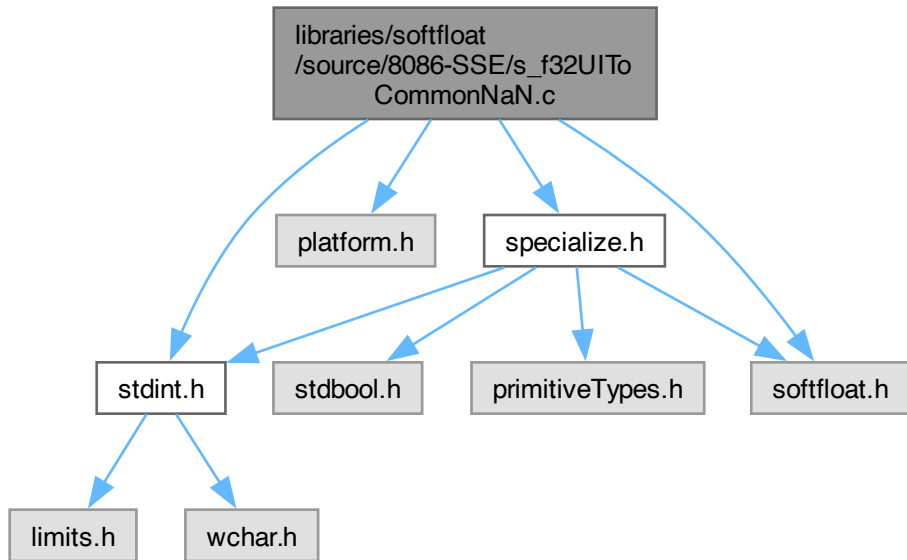 libraries/softfloat
/source/8086-SSE/s_f32UITo
CommonNaN.c
platform.h
specialize.h
stdint.h
stdbool.h
primitiveTypes.h
softfloat.h
limits.h
wchar.h